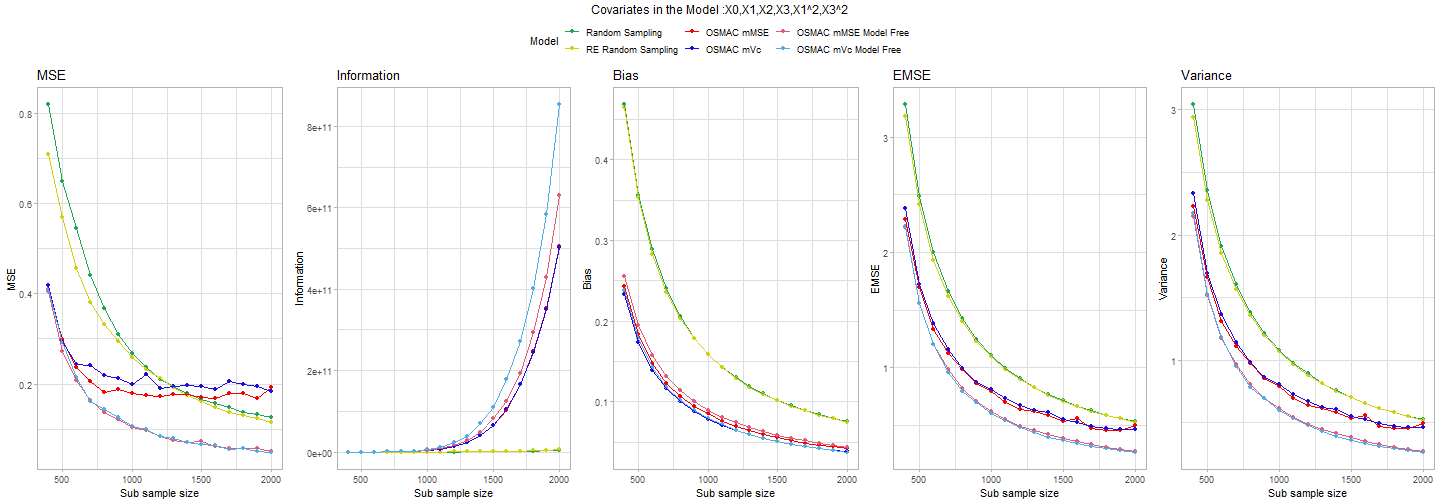 Covariates in the Model :X0,X1,X2,X3,X1^2,X3^2
Model
Random Sampling
OSMAC mMSE
OSMAC mMSE Model Free
RE Random Sampling
OSMAC mVc
OSMAC mVc Model Free
MSE
MSE
0.8
0.6
0.4
0.2
500
1000
1500
2000
Sub sample size
Information
Information
8e+11
6e+11
4e+11
2e+11
0e+00
500
1000
1500
2000
Sub sample size
Bias
Bias
0.4
0.3
0.2
0.1
500
1000
1500
2000
Sub sample size
EMSE
EMSE
3
2
1
500
1000
1500
2000
Sub sample size
Variance
Variance
3
2
1
500
1000
1500
2000
Sub sample size